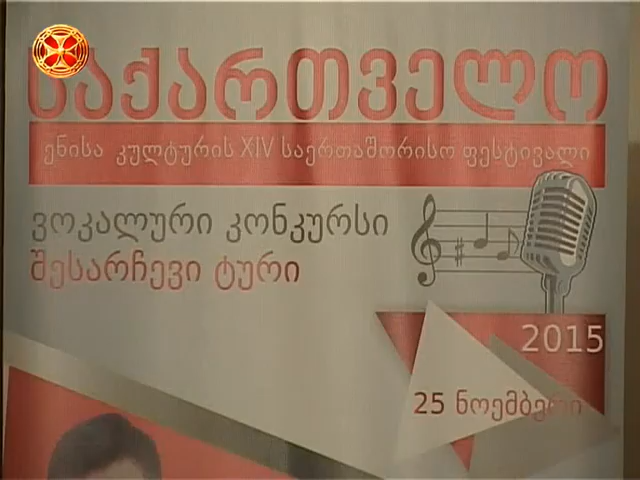 საქართველო
ენისა კულტურის XIV საერთაშორისო ფესტივალი
ვოკალური კონკურსი
შესარჩევი ტური
2015
25 ნოემბერი